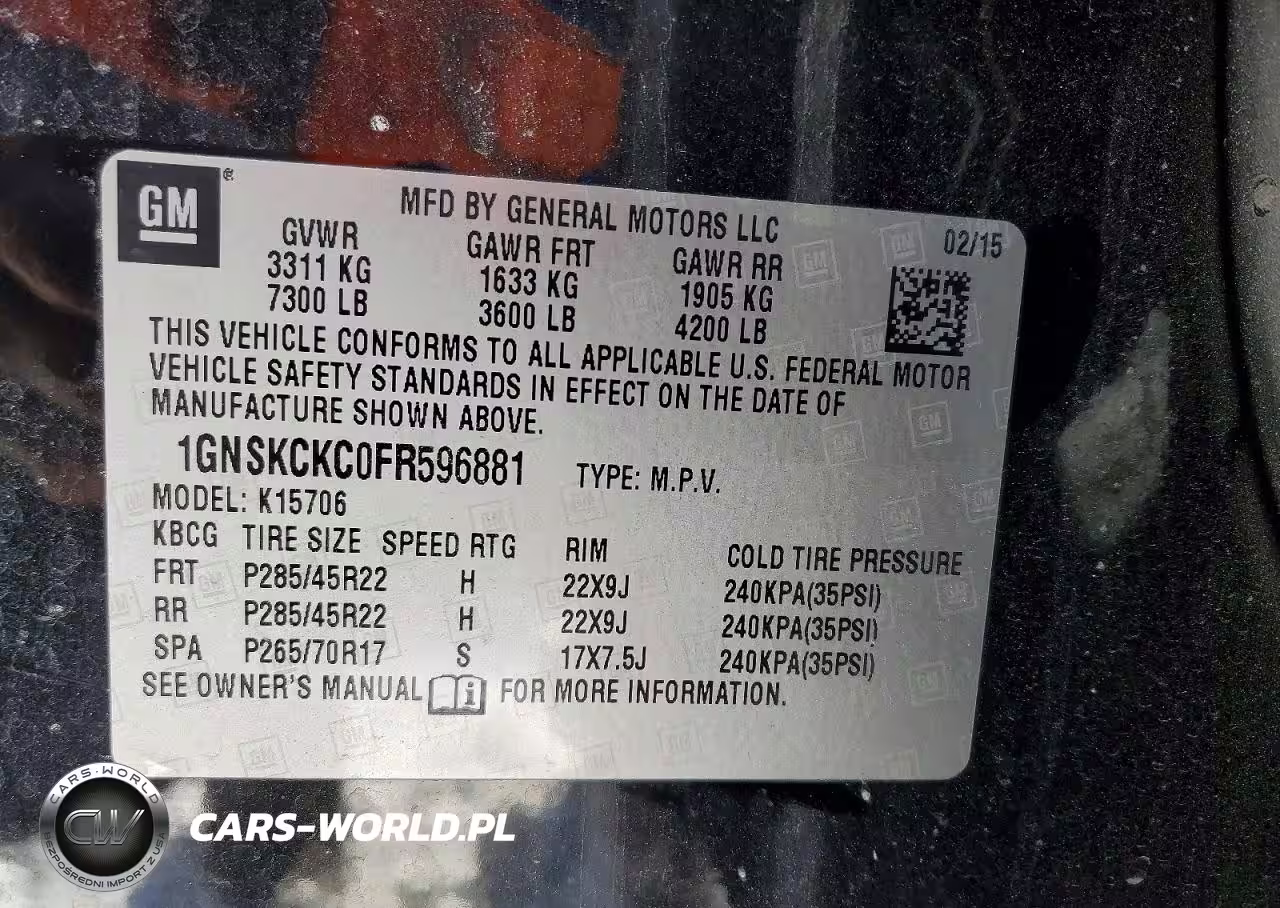 GM
MFD BY GENERAL MOTORS LLC
02/15
GVWR GAWR FRT GAWR RR
3311 KG 1633 KG 1905 KG
7300 LB 3600 LB 4200 LB
THIS VEHICLE CONFORMS TO ALL APPLICABLE U.S. FEDERAL MOTOR
VEHICLE SAFETY STANDARDS IN EFFECT ON THE DATE OF
MANUFACTURE SHOWN ABOVE.
1GNSKCKC0FR596881 TYPE: M.P.V.
MODEL: K15706
KBCG TIRE SIZE SPEED RTG RIM COLD TIRE PRESSURE
FRT P285/45R22 H 22X9J 240KPA(35PSI)
RR P285/45R22 H 22X9J 240KPA(35PSI)
SPA P265/70R17 S 17X7.5J 240KPA(35PSI)
SEE OWNER'S MANUAL FOR MORE INFORMATION.
CARS-WORLD
CW
BEZPOŚREDNI IMPORT Z USA
CARS-WORLD.PL